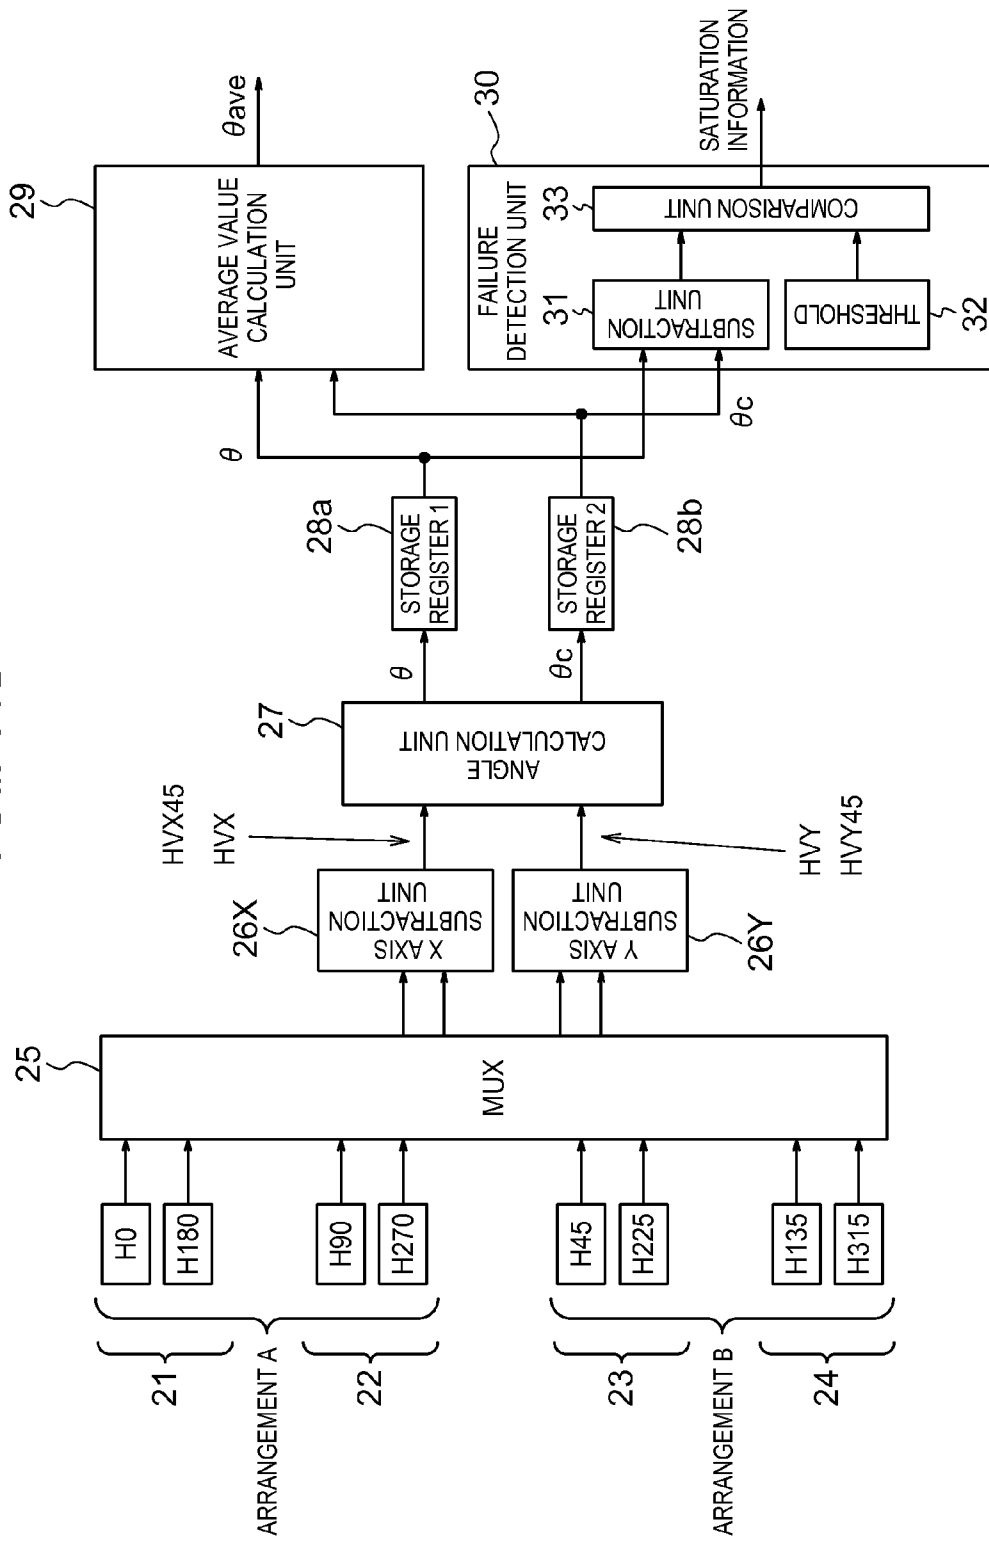 ARRANGEMENT A
21
22
H0
H180
H90
H270
ARRANGEMENT B
23
24
H45
H225
H135
H315
25
MUX
26X
X AXIS
SUBTRACTION
UNIT
26Y
Y AXIS
SUBTRACTION
UNIT
HVX45
HVX
HVY
HVY45
27
ANGLE
CALCULATION UNIT
θ
θc
28a
STORAGE
REGISTER 1
STORAGE
REGISTER 2
28b
θ
θc
29
AVERAGE VALUE
CALCULATION
UNIT
θave
30
FAILURE
DETECTION UNIT
31
SUBTRACTION
UNIT
THRESHOLD
32
33
COMPARISON UNIT
SATURATION
INFORMATION